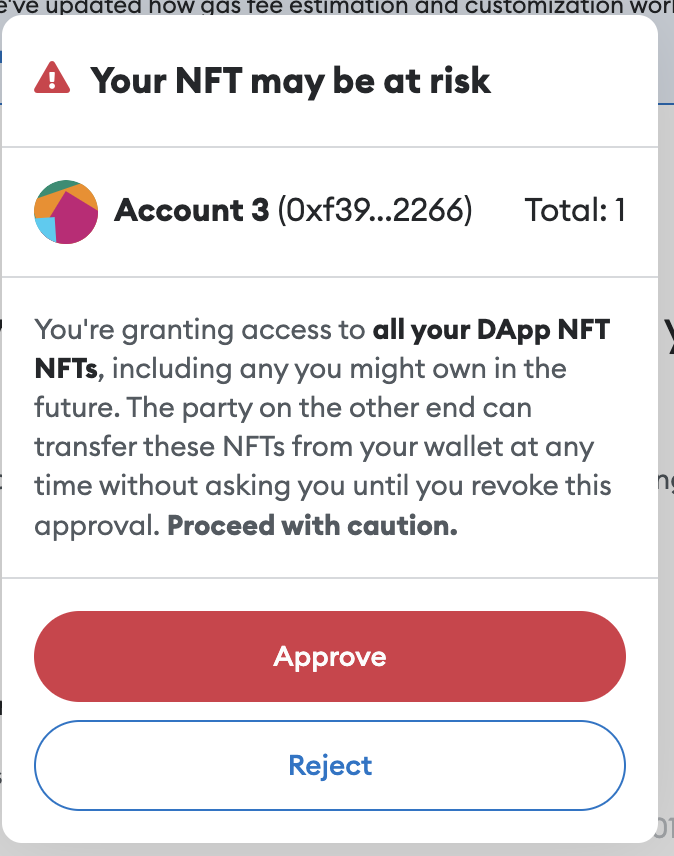 e've updated how gas fee estimation and customization wor
Your NFT may be at risk
Account 3 (0xf39...2266) Total: 1
You're granting access to all your DApp NFT
NFTs, including any you might own in the
future. The party on the other end can
transfer these NFTs from your wallet at any
time without asking you until you revoke this
approval. Proceed with caution.
Approve
Reject